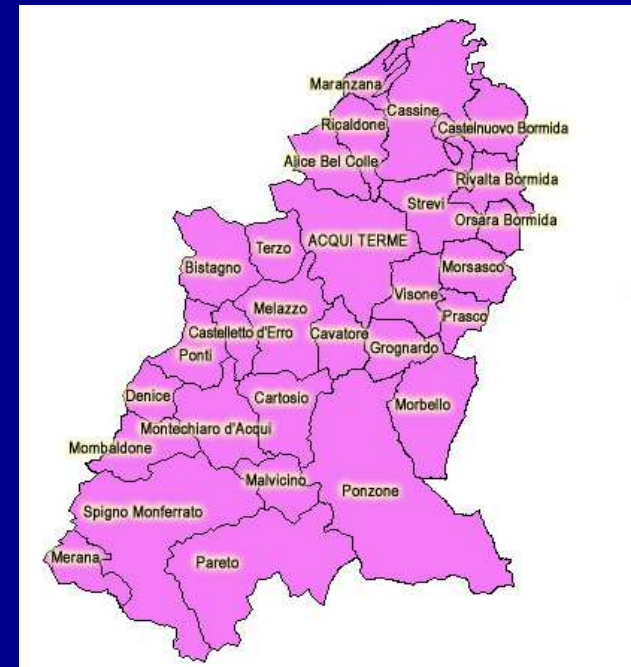 Maranzana
Cassine
Ricaldone
Castelnuovo Bormida
Alice Bel Colle
Rivalta Bormida
Strevi
Orsara Bormida
ACQUI TERME
Terzo
Bistagno
Morsasco
Visone
Melazzo
Prasco
Castelletto d'Erro
Cavatore
Grognardo
Ponti
Denice
Cartosio
Morbello
Montechiaro d'Acqui
Mombaldone
Malvicino
Ponzone
Spigno Monferrato
Merana
Pareto